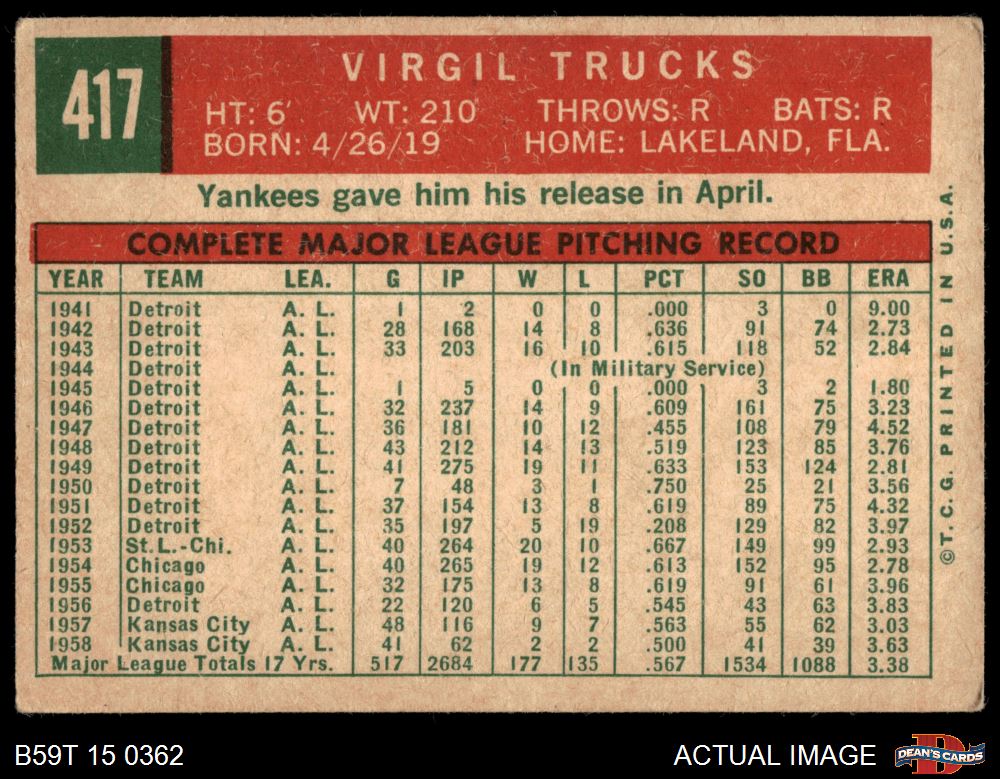 417
VIRGIL TRUCKS
HT: 6' WT: 210 THROWS: R BATS: R
BORN: 4/26/19 HOME: LAKELAND, FLA.
Yankees gave him his release in April.
COMPLETE MAJOR LEAGUE PITCHING RECORD
YEAR TEAM LEA. G IP W L PCT SO BB ERA
1941 Detroit A. L. 1 2 0 0 .000 3 0 9.00
1942 Detroit A. L. 28 168 14 8 .636 91 74 2.73
1943 Detroit A. L. 33 203 16 10 .615 118 52 2.84
1944 Detroit A. L. (In Military Service)
1945 Detroit A. L. 1 5 0 0 .000 3 2 1.80
1946 Detroit A. L. 32 237 14 9 .609 161 75 3.23
1947 Detroit A. L. 36 181 10 12 .455 108 79 4.52
1948 Detroit A. L. 43 212 14 13 .519 123 85 3.76
1949 Detroit A. L. 41 275 19 11 .633 153 124 2.81
1950 Detroit A. L. 7 48 3 1 .750 25 21 3.56
1951 Detroit A. L. 37 154 13 8 .619 89 75 4.32
1952 Detroit A. L. 35 197 5 19 .208 129 82 3.97
1953 St.L.-Chi. A. L. 40 264 20 10 .667 149 99 2.93
1954 Chicago A. L. 40 265 19 12 .613 152 95 2.78
1955 Chicago A. L. 32 175 13 8 .619 91 61 3.96
1956 Detroit A. L. 22 120 6 5 .545 43 63 3.83
1957 Kansas City A. L. 48 116 9 7 .563 55 62 3.03
1958 Kansas City A. L. 41 62 2 2 .500 41 39 3.63
Major League Totals 17 Yrs. 517 2684 177 135 .567 1534 1088 3.38
©T.C.G. PRINTED IN U.S.A.
B59T 15 0362
ACTUAL IMAGE
DEAN'S CARDS